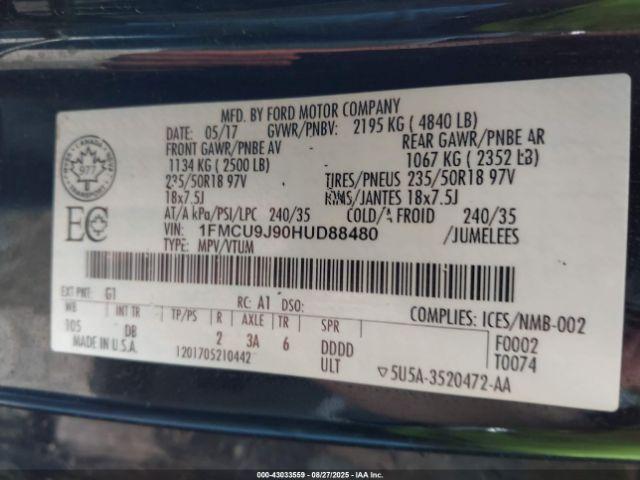 MFD. BY FORD MOTOR COMPANY
DATE: 05/17 GVWR/PNBV: 2195 KG ( 4840 LB)
FRONT GAWR/PNBE AV REAR GAWR/PNBE AR
1134 KG ( 2500 LB) 1067 KG ( 2352 LB)
235/50R18 97V TIRES/PNEUS 235/50R18 97V
18x7.5J RIMS/JANTES 18x7.5J
AT/A kPa/PSI/LPC 240/35 COLD/A FROID 240/35
VIN: 1FMCU9J90HUD88480 /JUMELEES
TYPE: MPV/VTUM
CANADA
977
TRANSPORT
EC
EXT PNT: G1 RC: A1 DSO: COMPLIES: ICES/NMB-002
WB INT TR TP/PS R AXLE TR SPR F0002
105 DB 2 3A 6 DDDD T0074
MADE IN U.S.A. 1201705210442 ULT 5U5A-3520472-AA
000-43033559 | 08/27/2025 | IAA, Inc.